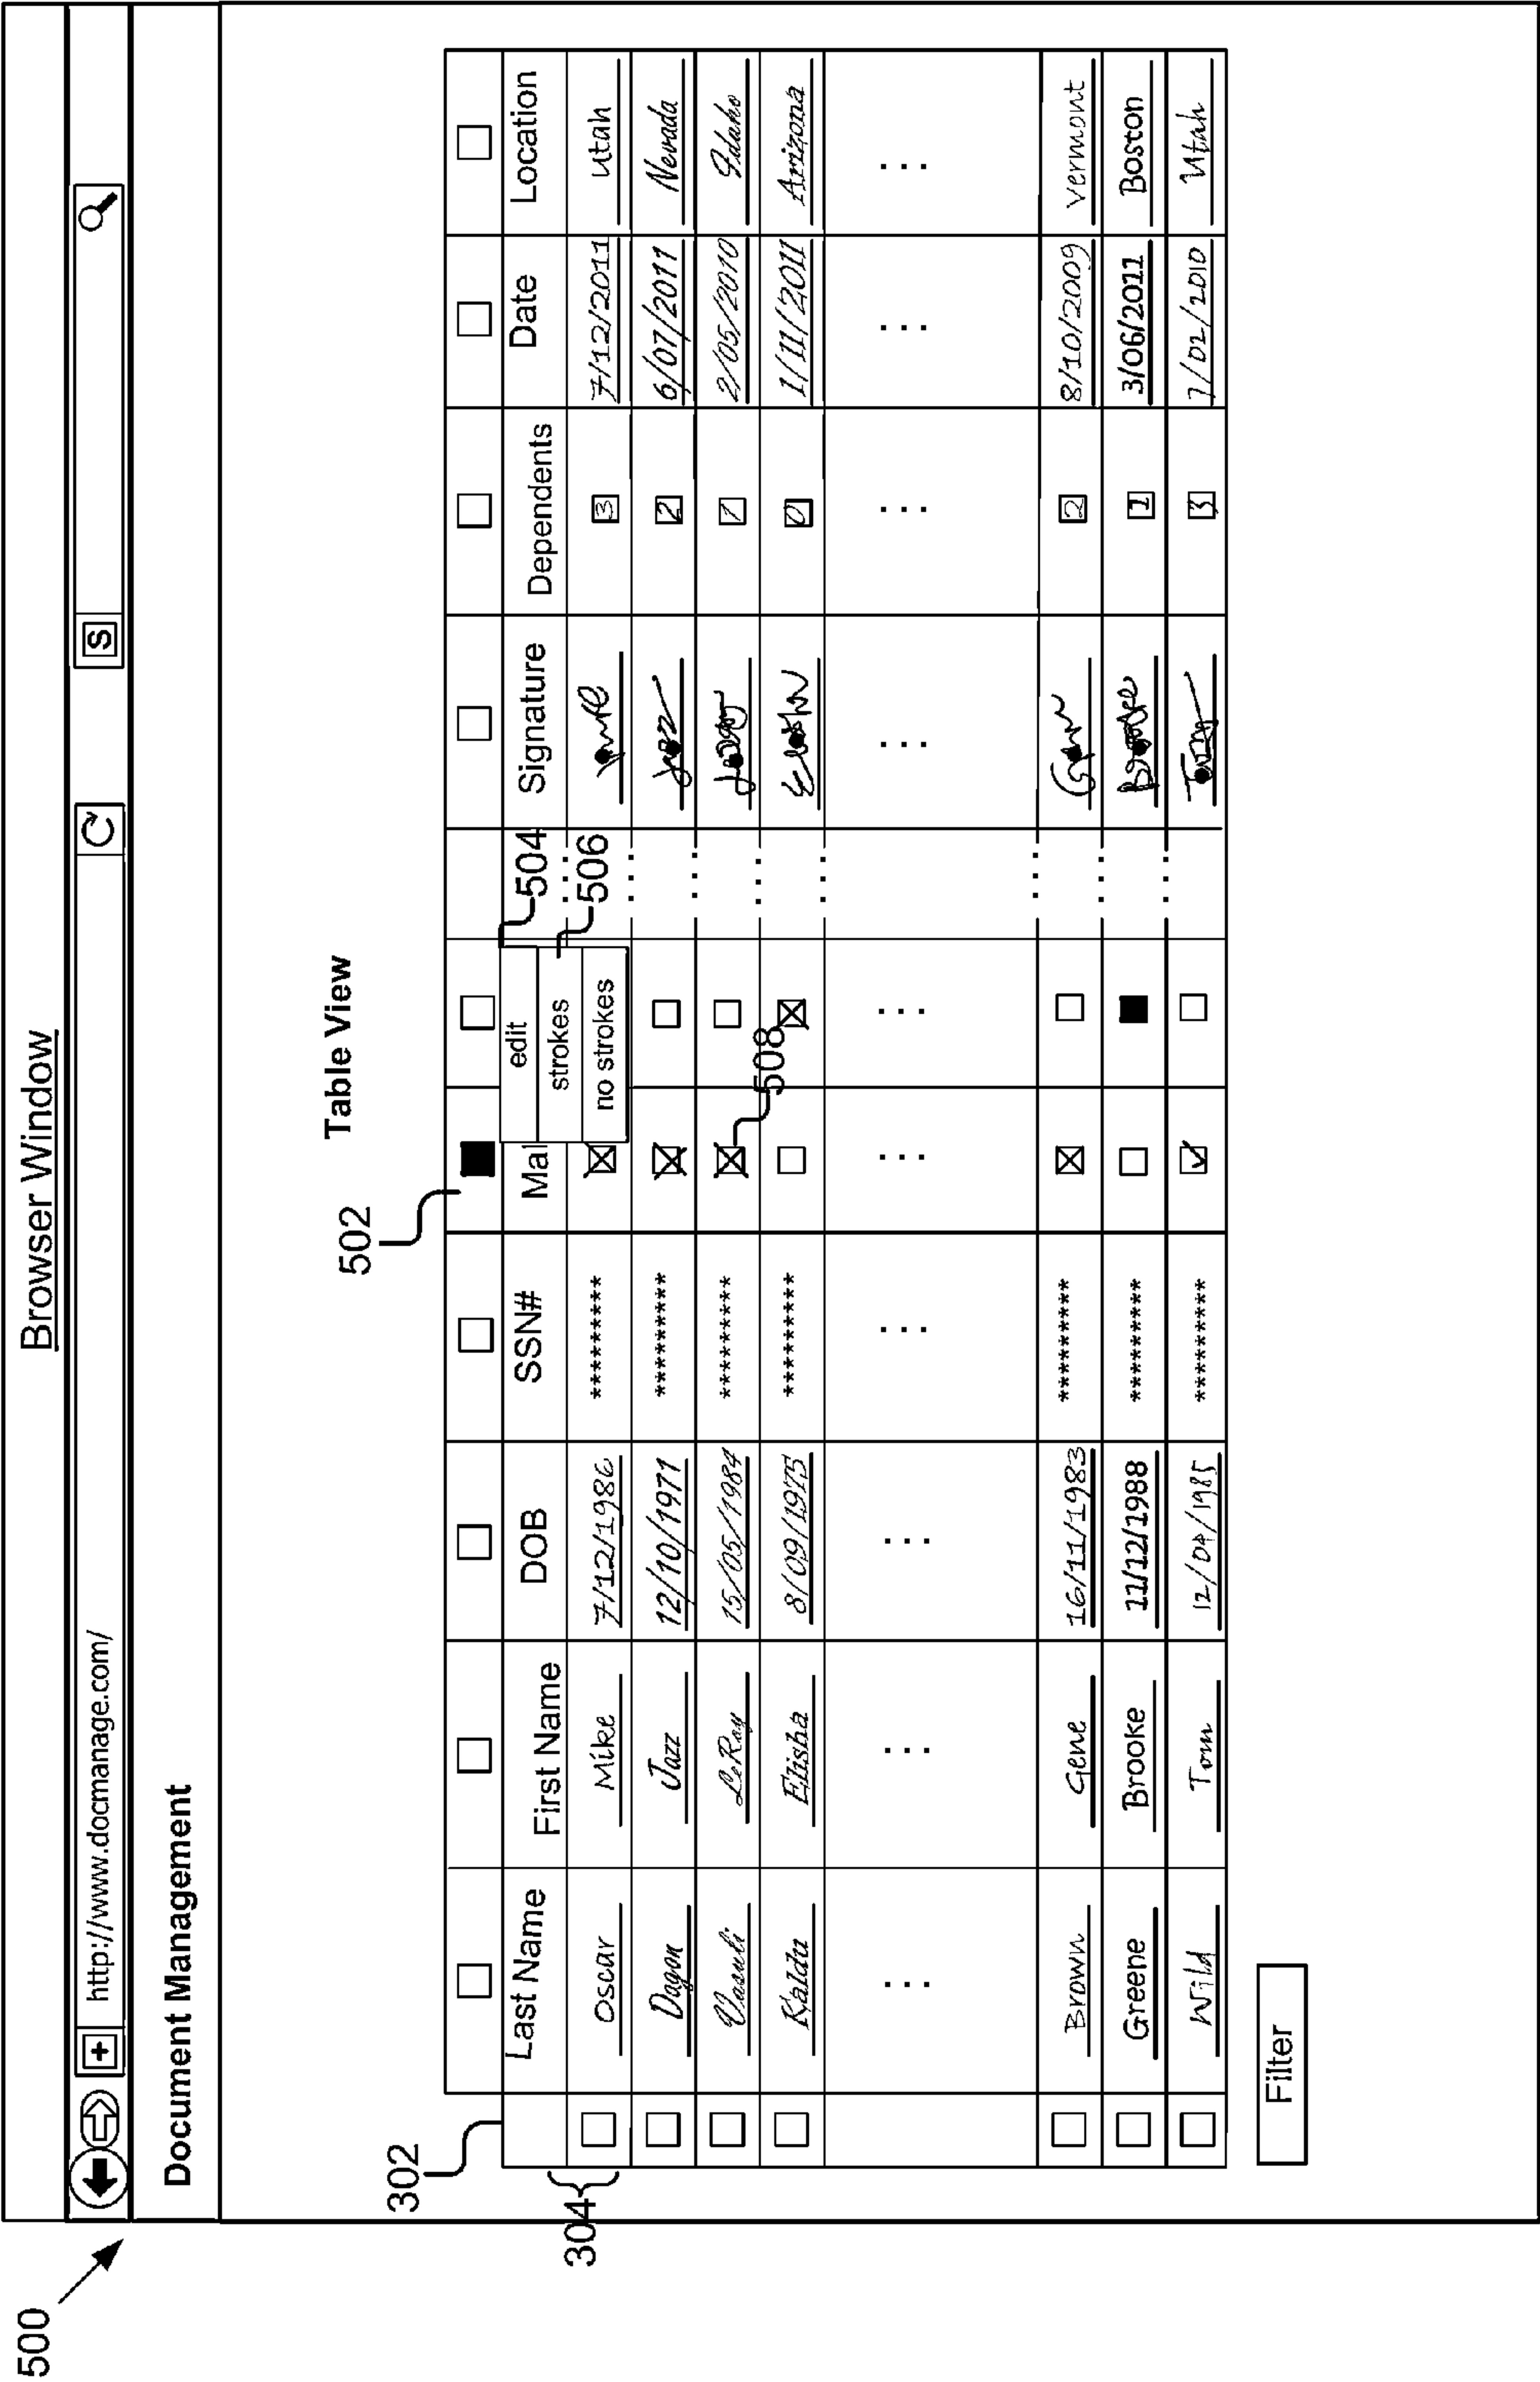 500
Browser Window
http://www.docmanage.com/ S
Document Management
Table View
302
502
Last Name First Name DOB SSN# Mal Signature Dependents Date Location
504
edit
strokes
no strokes
506
508
304
Oscar Mike 7/12/1986 ********* 3 7/12/2011 Utah
Dagon Jazz 12/10/1971 ********* 2 6/07/2011 Nevada
Vasuli LeRoy 15/05/1984 ********* 1 2/05/2010 Idaho
Kaldu Elisha 8/09/1975 ********* 0 1/11/2011 Arizona
... ... ... ... ... ... ... ... ... ...
Brown Gene 16/11/1983 ********* 2 8/10/2009 Vermont
Greene Brooke 11/12/1988 ********* 1 3/06/2011 Boston
Wild Tom ********* 3 7/02/2010 Utah
Filter